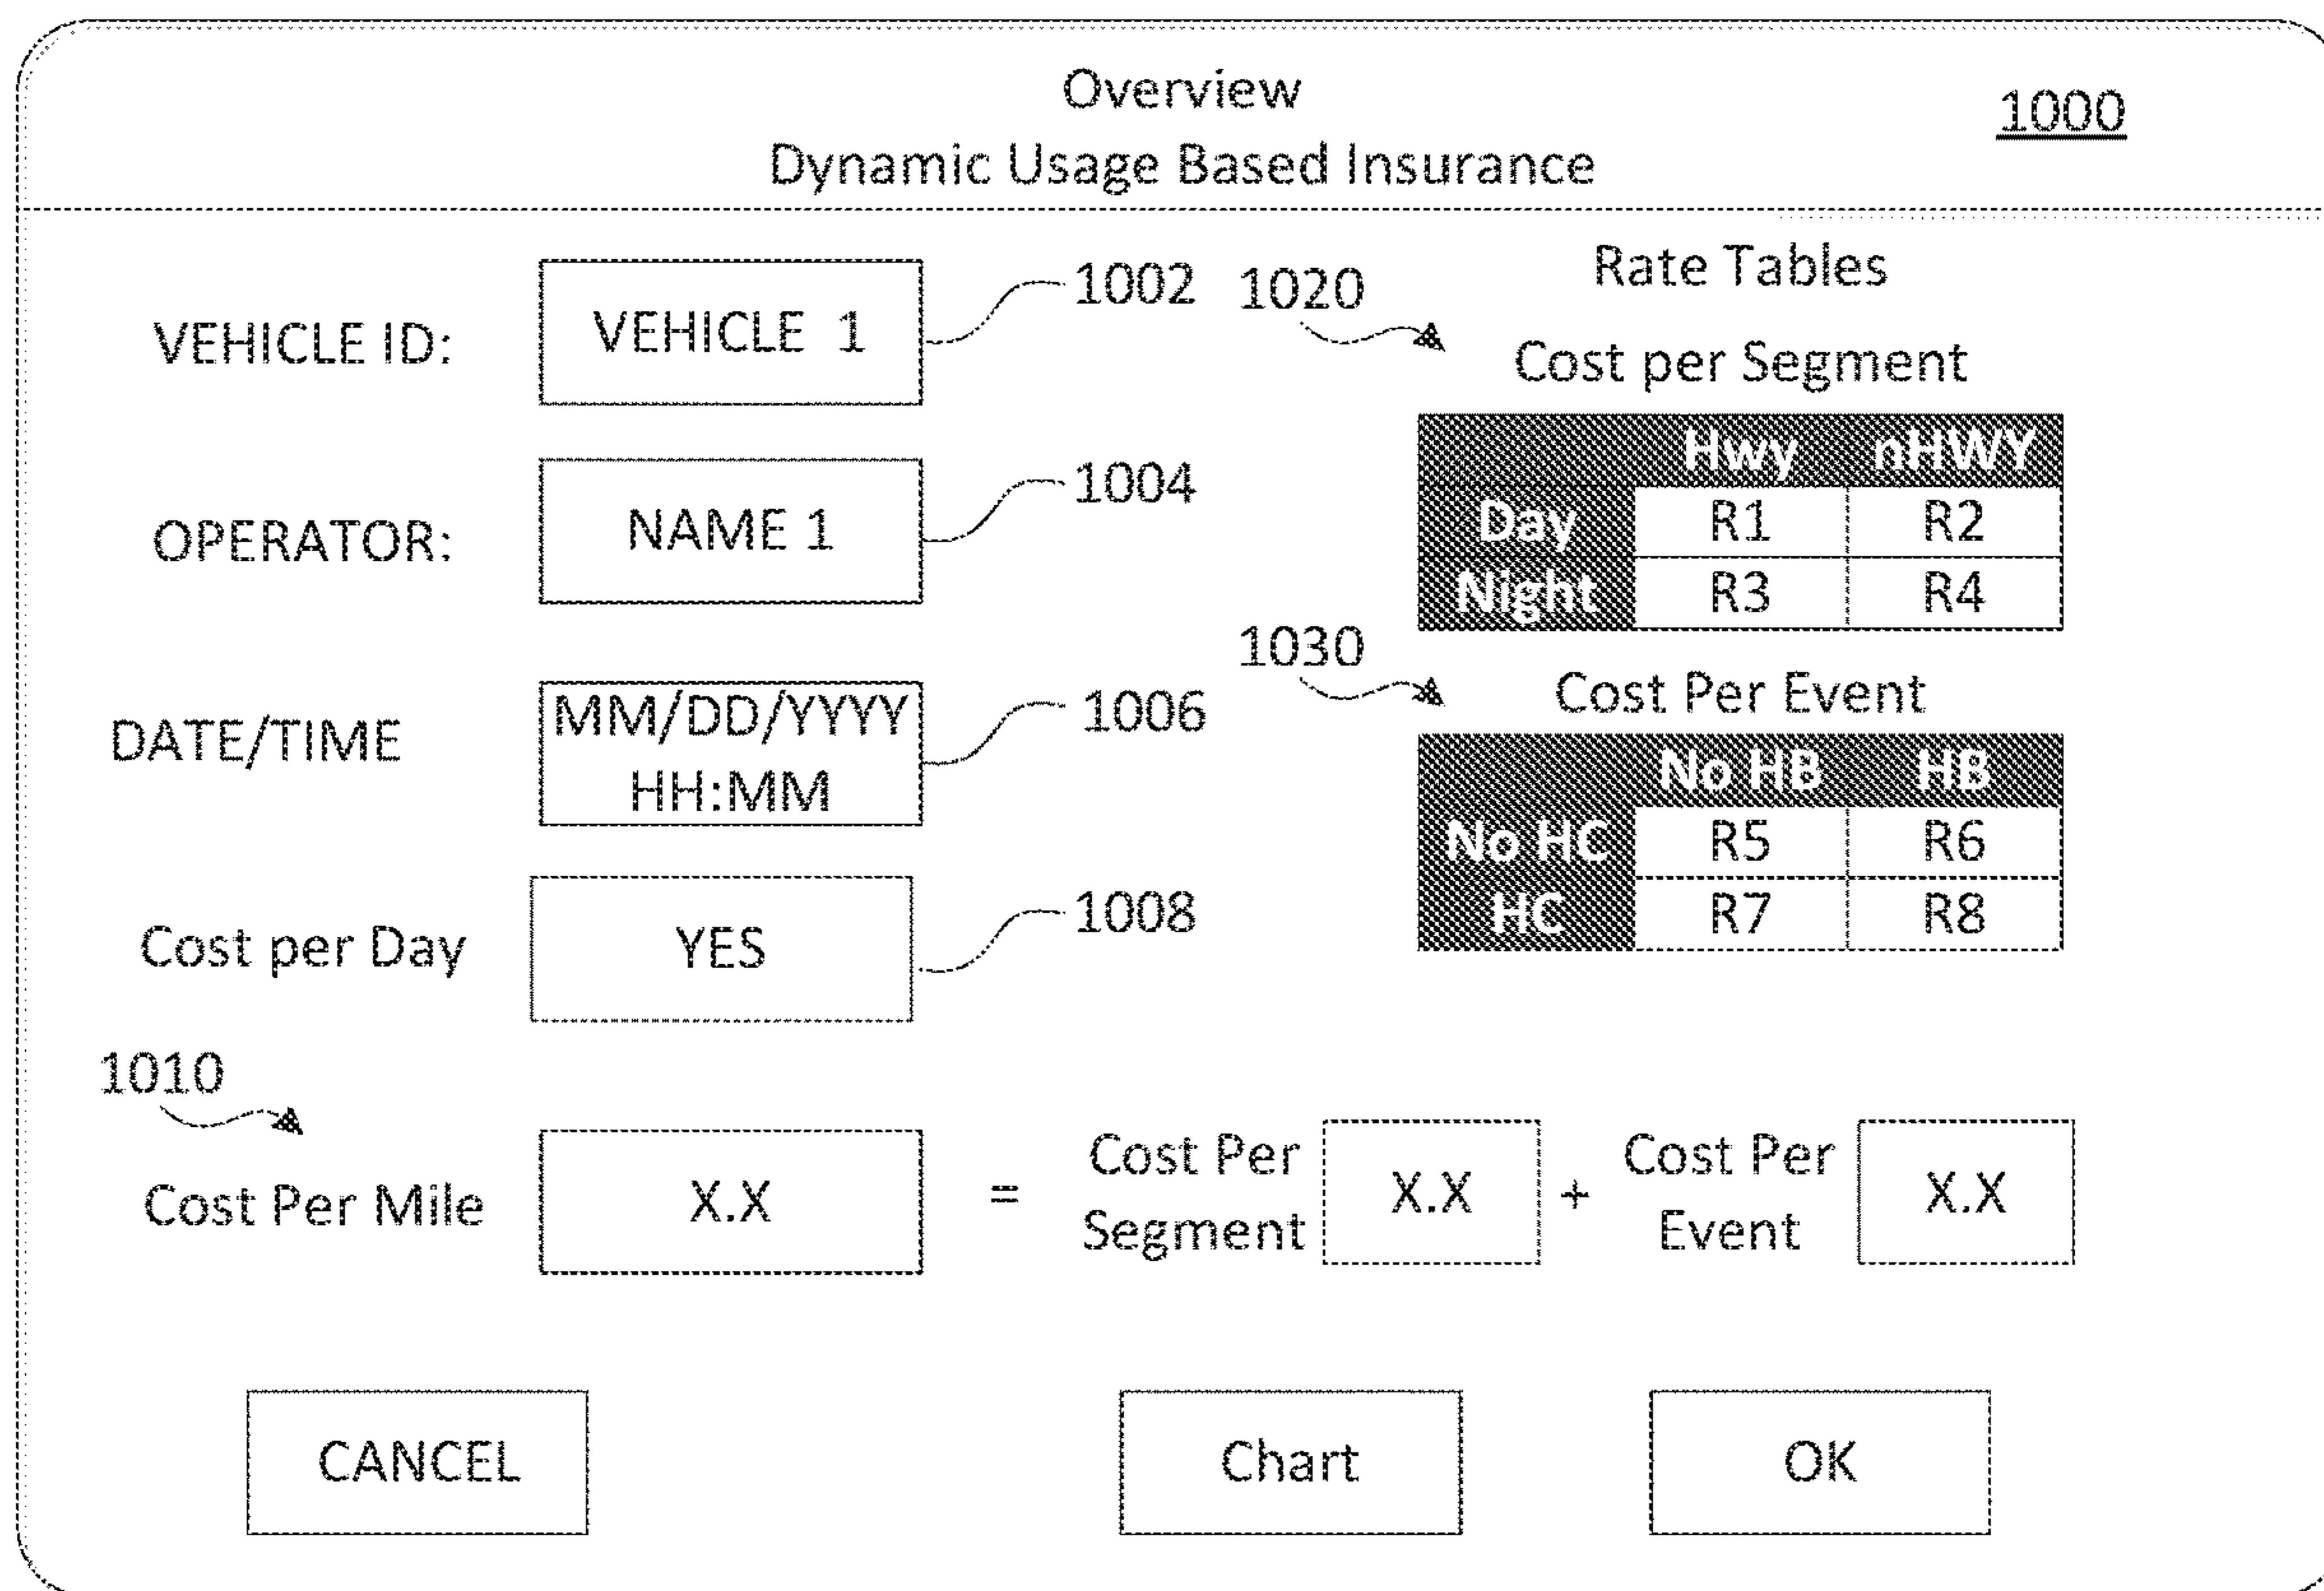 Overview
1000
Dynamic Usage Based Insurance
VEHICLE ID:
VEHICLE 1
1002
OPERATOR:
NAME 1
1004
DATE/TIME
MM/DD/YYYY
HH:MM
1006
Cost per Day
YES
1008
1020
Rate Tables
Cost per Segment
Hwy nHWY
Day R1 R2
Night R3 R4
1030
Cost Per Event
No HB HB
No HC R5 R6
HC R7 R8
1010
Cost Per Mile
X.X
=
Cost Per
Segment
X.X
+
Cost Per
Event
X.X
CANCEL
Chart
OK